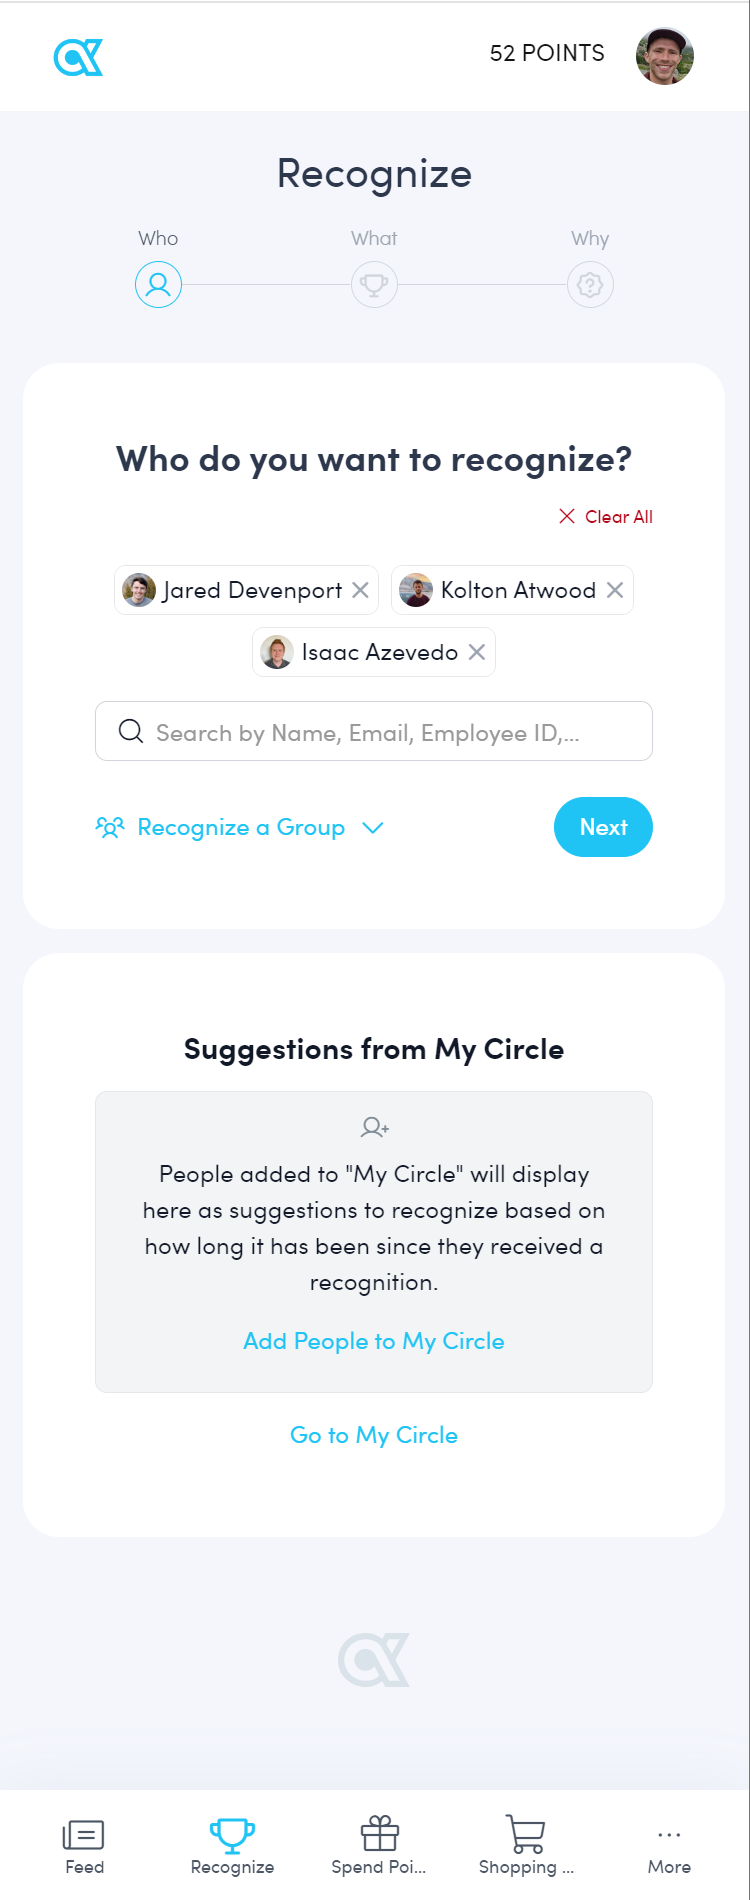 52 POINTS
Recognize
Who What Why
Who do you want to recognize?
Clear All
Jared Devenport Kolton Atwood
Isaac Azevedo
Search by Name, Email, Employee ID,...
Recognize a Group Next
Suggestions from My Circle
People added to "My Circle" will display
here as suggestions to recognize based on
how long it has been since they received a
recognition.
Add People to My Circle
Go to My Circle
Feed Recognize Spend Poi... Shopping ... More